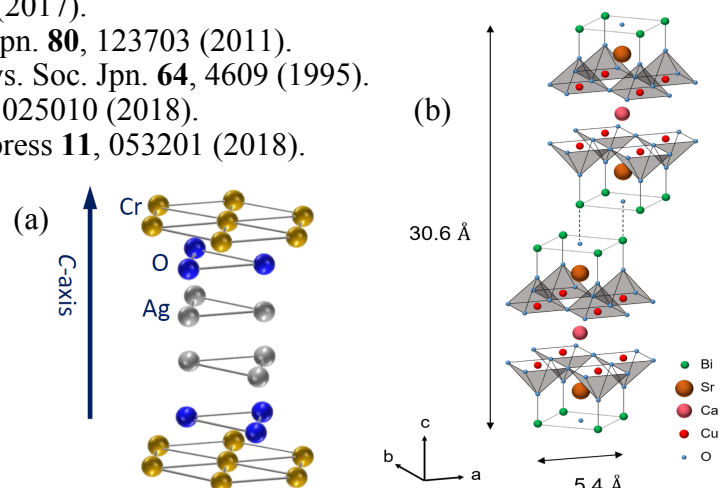 (2017).
pn. 80, 123703 (2011).
ys. Soc. Jpn. 64, 4609 (1995).
025010 (2018).
press 11, 053201 (2018).
(a)
C-axis
Cr
O
Ag
(b)
30.6 Å
c
b
a
5.4 Å
Bi
Sr
Ca
Cu
O